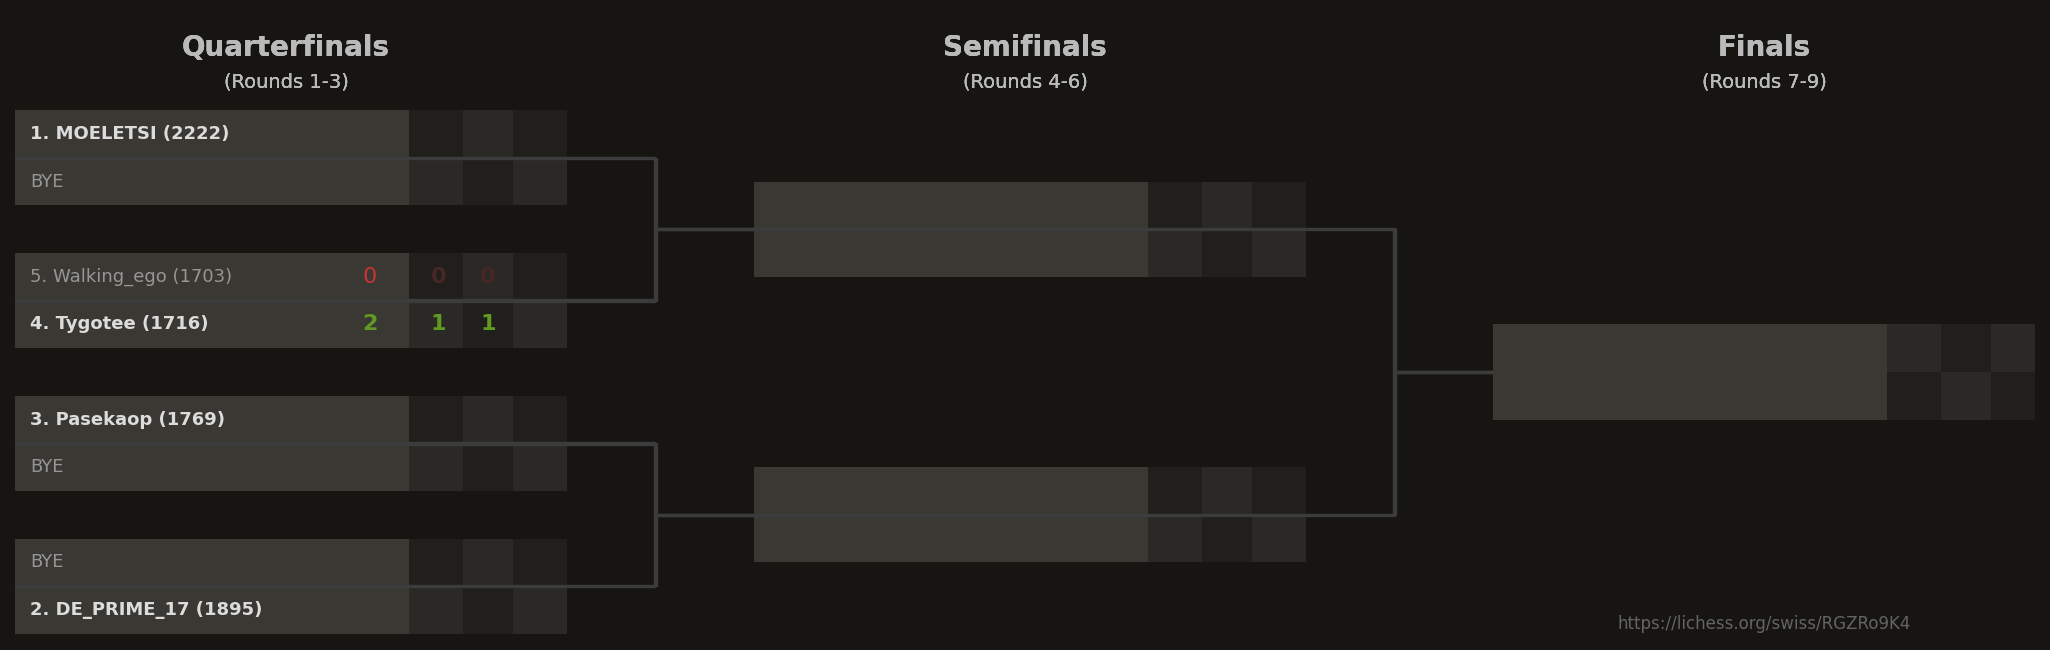 Quarterfinals
(Rounds 1-3)
Semifinals
(Rounds 4-6)
Finals
(Rounds 7-9)
1. MOELETSI (2222)
BYE
5. Walking_ego (1703) 0 0 0
4. Tygotee (1716) 2 1 1
3. Pasekaop (1769)
BYE
BYE
2. DE_PRIME_17 (1895)
https://lichess.org/swiss/RGZRo9K4